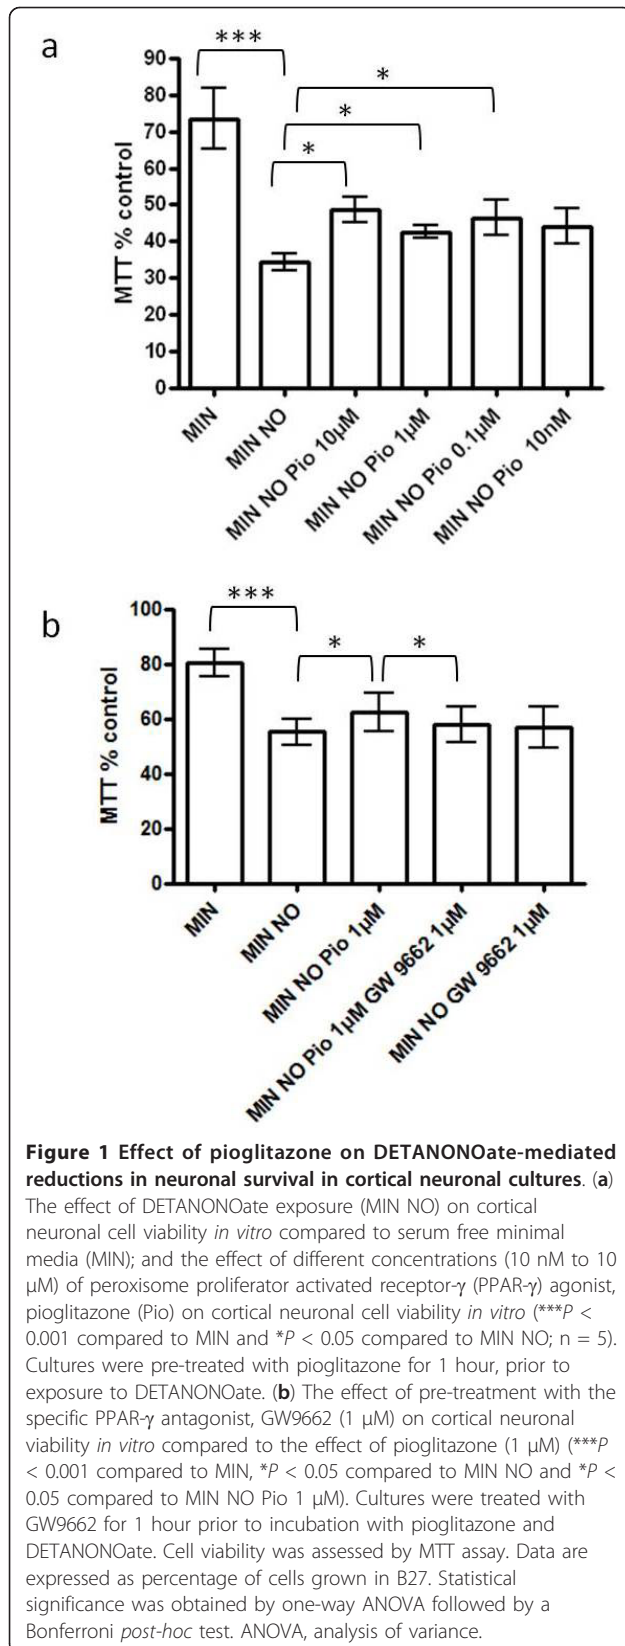 a
***
*
*
*
90
80
70
60
50
40
30
20
10
0
MTT % control
MIN
MIN NO
MIN NO Pio 10µM
MIN NO Pio 1µM
MIN NO Pio 0.1µM
MIN NO Pio 10nM
b
***
*
*
100
80
60
40
20
0
MTT % control
MIN
MIN NO
MIN NO Pio 1µM
MIN NO Pio 1µM GW 9662 1µM
MIN NO GW 9662 1µM
Figure 1 Effect of pioglitazone on DETANONOate-mediated
reductions in neuronal survival in cortical neuronal cultures. (a)
The effect of DETANONOate exposure (MIN NO) on cortical
neuronal cell viability in vitro compared to serum free minimal
media (MIN); and the effect of different concentrations (10 nM to 10
µM) of peroxisome proliferator activated receptor-γ (PPAR-γ) agonist,
pioglitazone (Pio) on cortical neuronal cell viability in vitro (***P <
0.001 compared to MIN and *P < 0.05 compared to MIN NO; n = 5).
Cultures were pre-treated with pioglitazone for 1 hour, prior to
exposure to DETANONOate. (b) The effect of pre-treatment with the
specific PPAR-γ antagonist, GW9662 (1 µM) on cortical neuronal
viability in vitro compared to the effect of pioglitazone (1 µM) (***P
< 0.001 compared to MIN, *P < 0.05 compared to MIN NO and *P <
0.05 compared to MIN NO Pio 1 µM). Cultures were treated with
GW9662 for 1 hour prior to incubation with pioglitazone and
DETANONOate. Cell viability was assessed by MTT assay. Data are
expressed as percentage of cells grown in B27. Statistical
significance was obtained by one-way ANOVA followed by a
Bonferroni post-hoc test. ANOVA, analysis of variance.